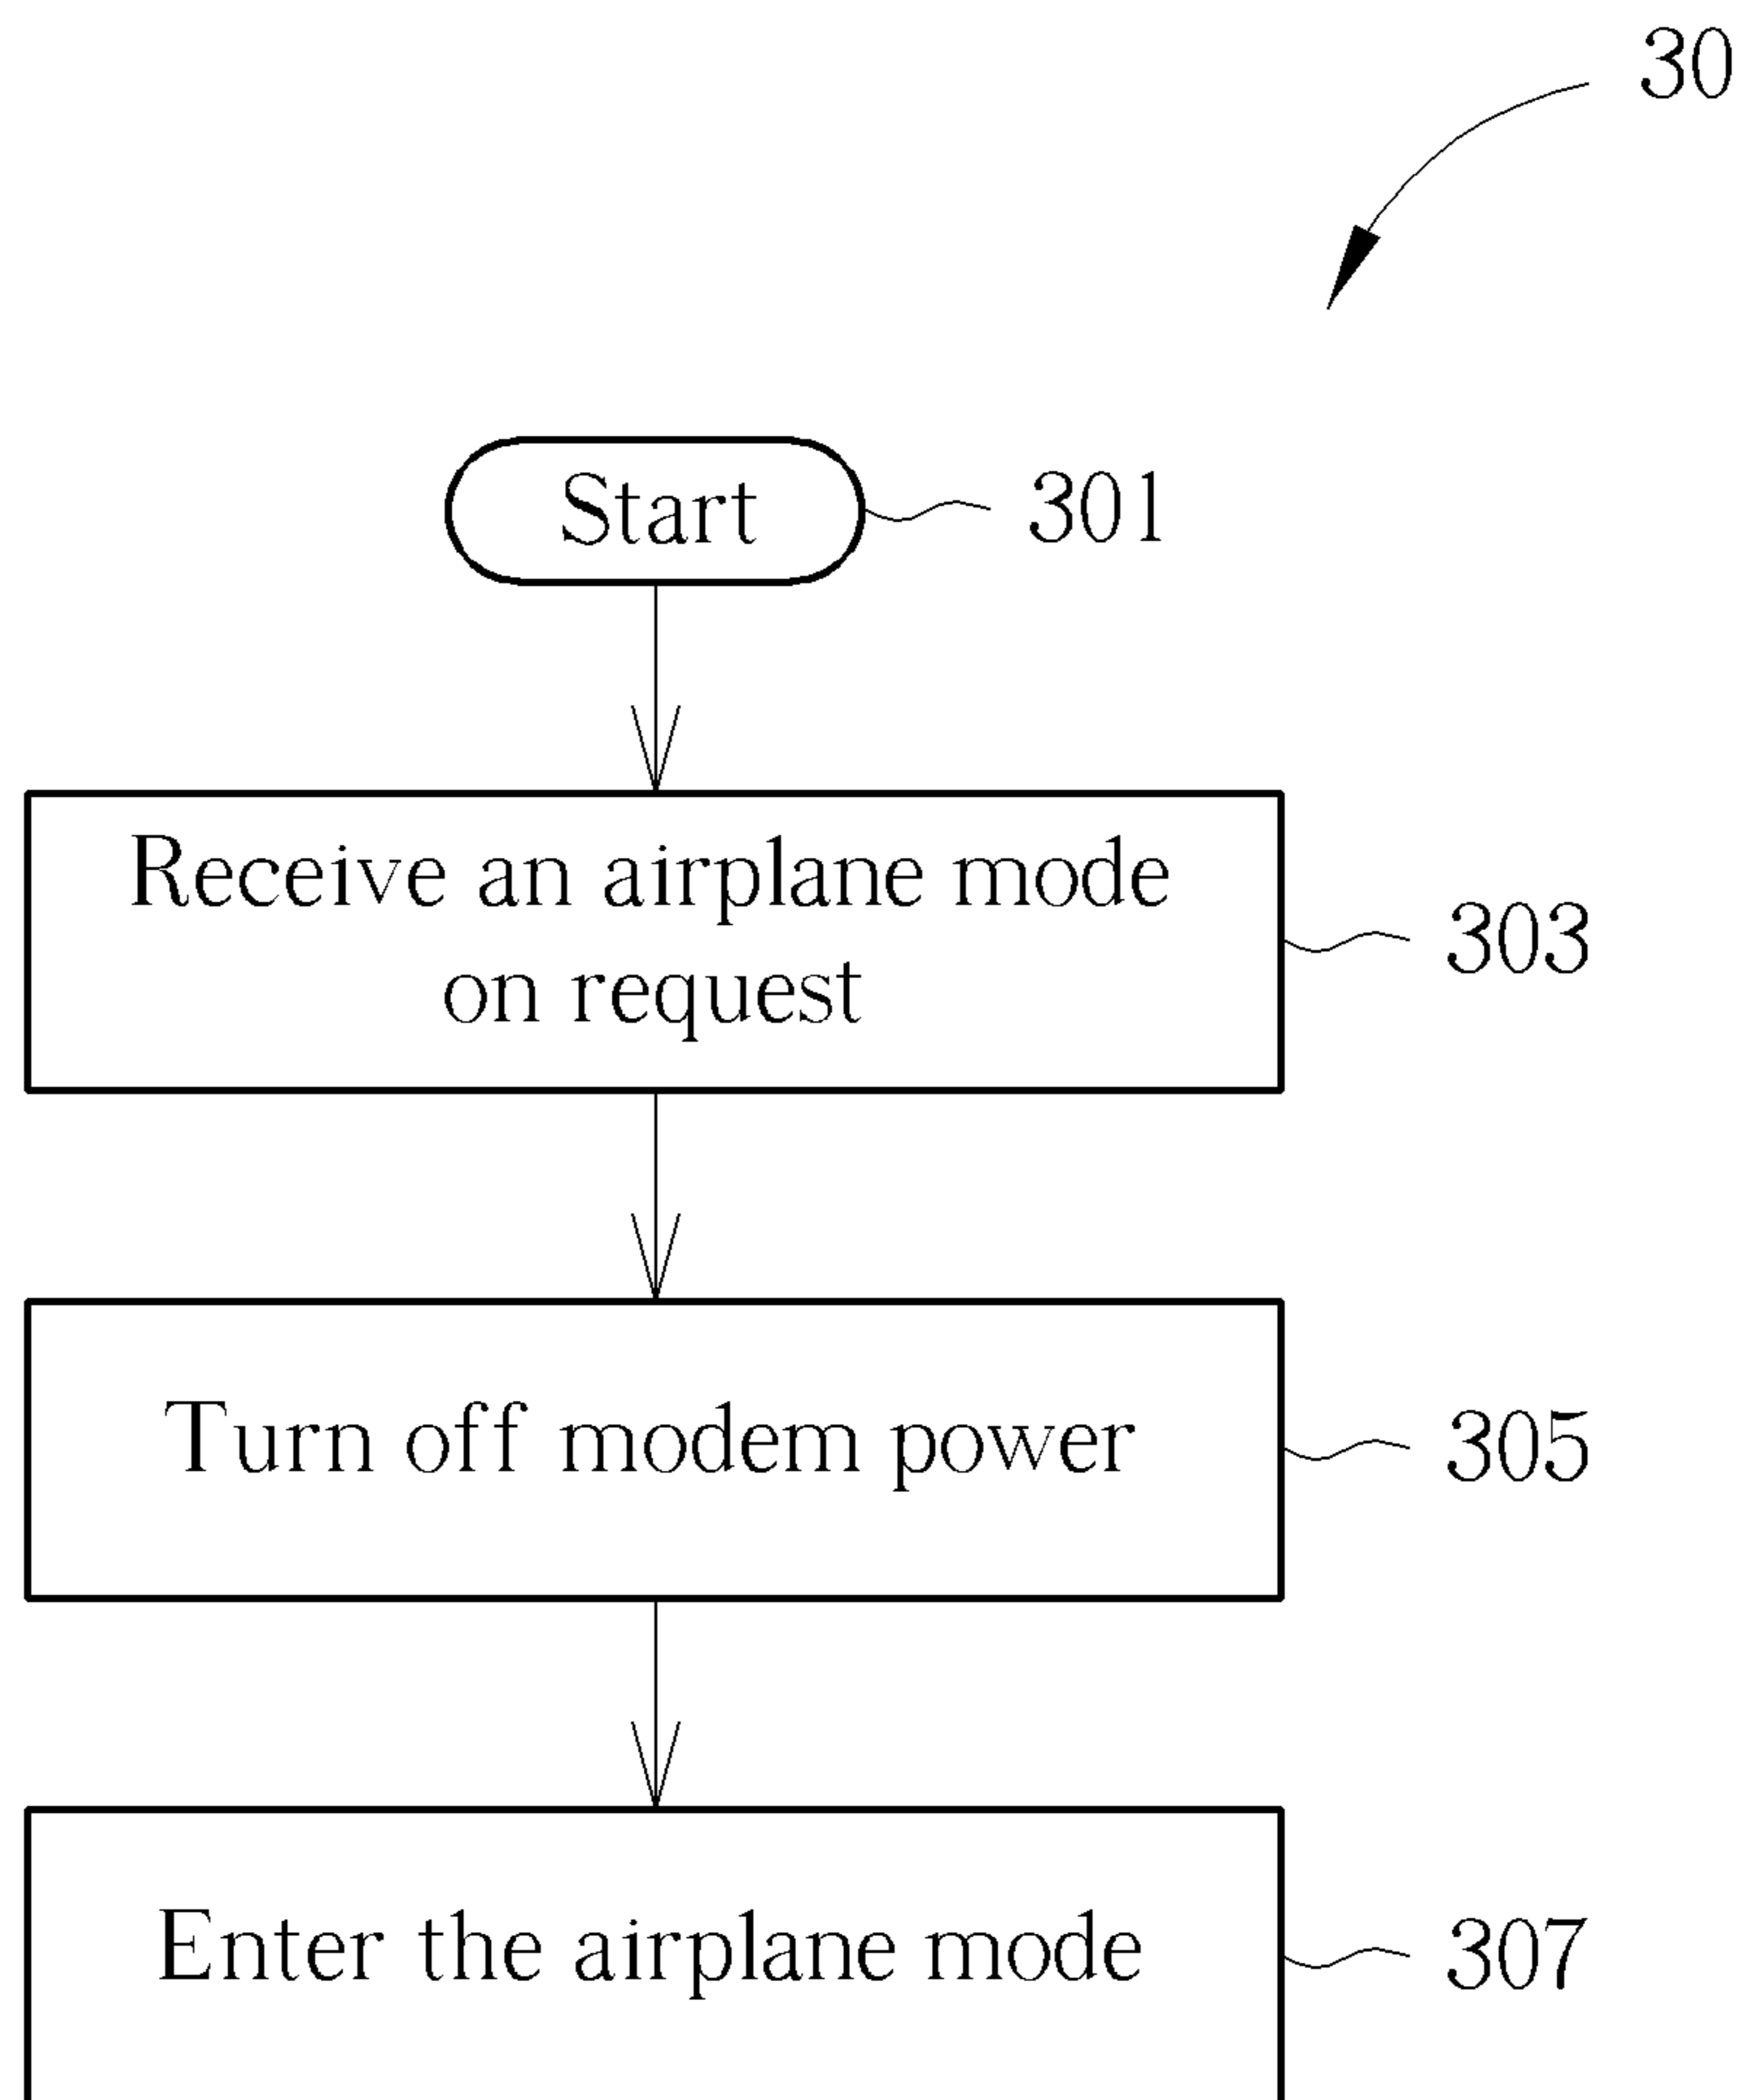 30
Start
301
Receive an airplane mode
on request
303
Turn off modem power
305
Enter the airplane mode
307